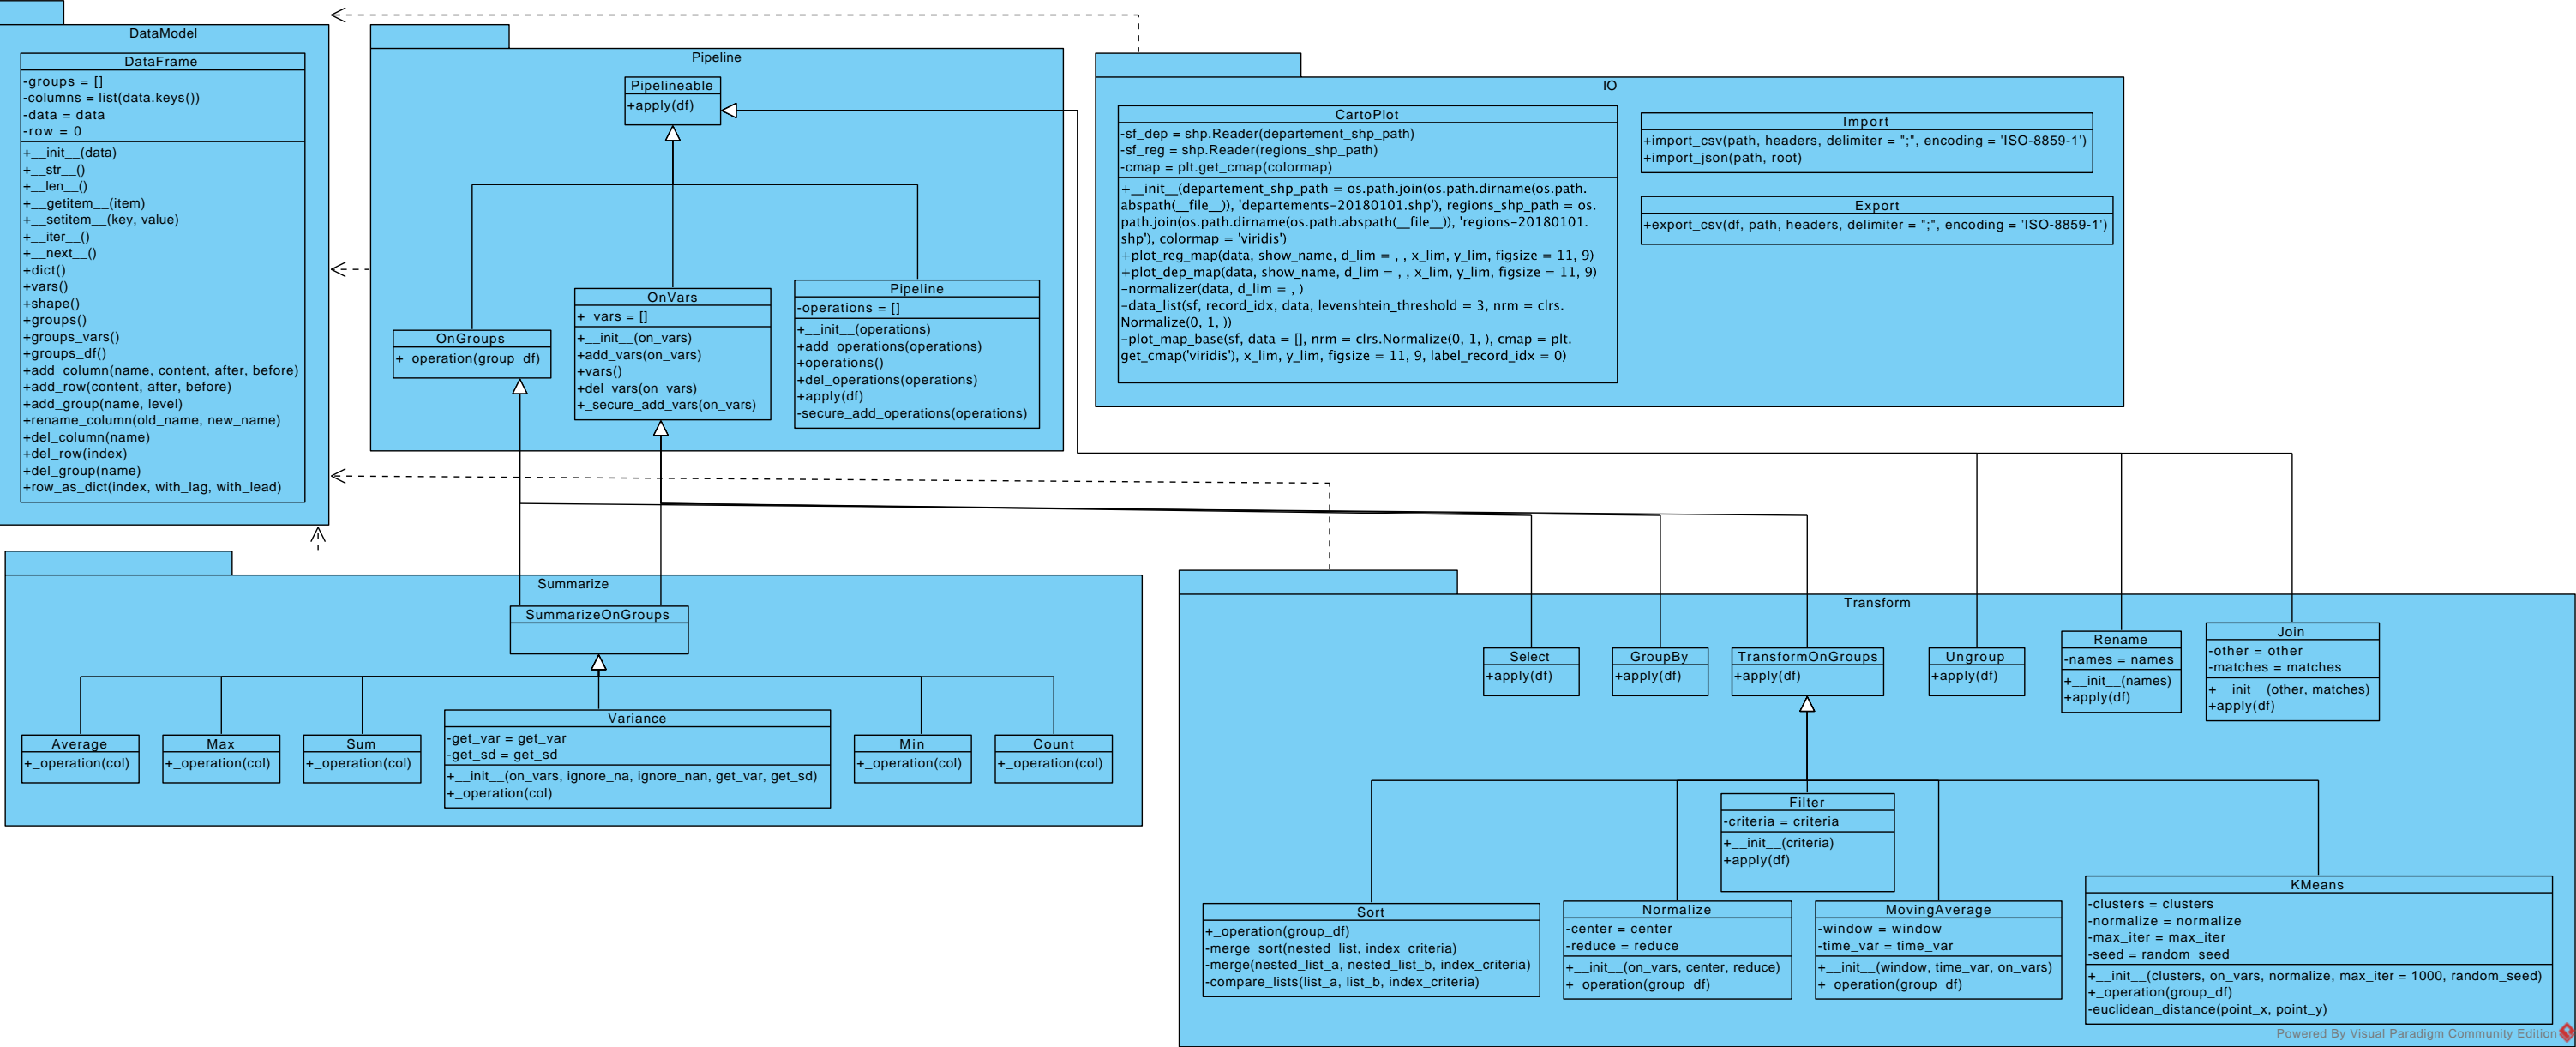 DataModel
DataFrame
-groups = []
-columns = list(data.keys())
-data = data
-row = 0
+__init__(data)
+__str__()
+__len__()
+__getitem__(item)
+__setitem__(key, value)
+__iter__()
+__next__()
+dict()
+vars()
+shape()
+groups()
+groups_vars()
+groups_df()
+add_column(name, content, after, before)
+add_row(content, after, before)
+add_group(name, level)
+rename_column(old_name, new_name)
+del_column(name)
+del_row(index)
+del_group(name)
+row_as_dict(index, with_lag, with_lead)
Pipeline
Pipelineable
+apply(df)
OnGroups
+_operation(group_df)
OnVars
+_vars = []
+__init__(on_vars)
+add_vars(on_vars)
+vars()
+del_vars(on_vars)
+_secure_add_vars(on_vars)
Pipeline
-operations = []
+__init__(operations)
+add_operations(operations)
+operations()
+del_operations(operations)
+apply(df)
-secure_add_operations(operations)
IO
CartoPlot
-sf_dep = shp.Reader(departement_shp_path)
-sf_reg = shp.Reader(regions_shp_path)
-cmap = plt.get_cmap(colormap)
+__init__(departement_shp_path = os.path.join(os.path.dirname(os.path.
abspath(__file__)), 'departements-20180101.shp'), regions_shp_path = os.
path.join(os.path.dirname(os.path.abspath(__file__)), 'regions-20180101.
shp'), colormap = 'viridis')
+plot_reg_map(data, show_name, d_lim = , , x_lim, y_lim, figsize = 11, 9)
+plot_dep_map(data, show_name, d_lim = , , x_lim, y_lim, figsize = 11, 9)
-normalizer(data, d_lim = , )
-data_list(sf, record_idx, data, levenshtein_threshold = 3, nrm = clrs.
Normalize(0, 1, ))
-plot_map_base(sf, data = [], nrm = clrs.Normalize(0, 1, ), cmap = plt.
get_cmap('viridis'), x_lim, y_lim, figsize = 11, 9, label_record_idx = 0)
Import
+import_csv(path, headers, delimiter = ";", encoding = 'ISO-8859-1')
+import_json(path, root)
Export
+export_csv(df, path, headers, delimiter = ";", encoding = 'ISO-8859-1')
Summarize
SummarizeOnGroups
Average
+_operation(col)
Max
+_operation(col)
Sum
+_operation(col)
Variance
-get_var = get_var
-get_sd = get_sd
+__init__(on_vars, ignore_na, ignore_nan, get_var, get_sd)
+_operation(col)
Min
+_operation(col)
Count
+_operation(col)
Transform
Select
+apply(df)
GroupBy
+apply(df)
TransformOnGroups
+apply(df)
Ungroup
+apply(df)
Rename
-names = names
+__init__(names)
+apply(df)
Join
-other = other
-matches = matches
+__init__(other, matches)
+apply(df)
Filter
-criteria = criteria
+__init__(criteria)
+apply(df)
Sort
+_operation(group_df)
-merge_sort(nested_list, index_criteria)
-merge(nested_list_a, nested_list_b, index_criteria)
-compare_lists(list_a, list_b, index_criteria)
Normalize
-center = center
-reduce = reduce
+__init__(on_vars, center, reduce)
+_operation(group_df)
MovingAverage
-window = window
-time_var = time_var
+__init__(window, time_var, on_vars)
+_operation(group_df)
KMeans
-clusters = clusters
-normalize = normalize
-max_iter = max_iter
-seed = random_seed
+__init__(clusters, on_vars, normalize, max_iter = 1000, random_seed)
+_operation(group_df)
-euclidean_distance(point_x, point_y)
Powered By Visual Paradigm Community Edition